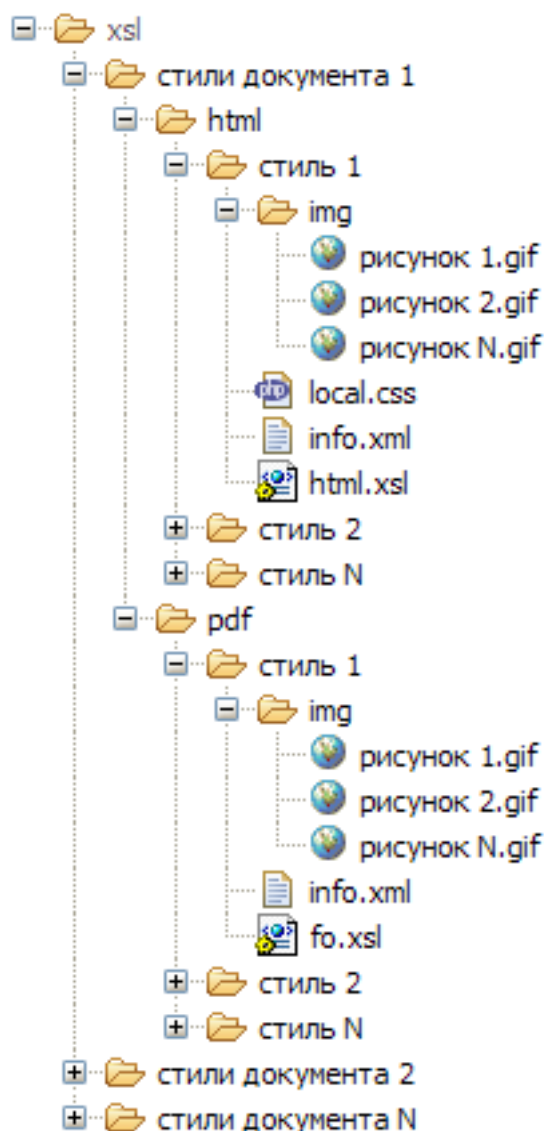 xsl
стили документа 1
html
стиль 1
img
рисунок 1.gif
рисунок 2.gif
рисунок N.gif
local.css
info.xml
html.xsl
стиль 2
стиль N
pdf
стиль 1
img
рисунок 1.gif
рисунок 2.gif
рисунок N.gif
info.xml
fo.xsl
стиль 2
стиль N
стили документа 2
стили документа N